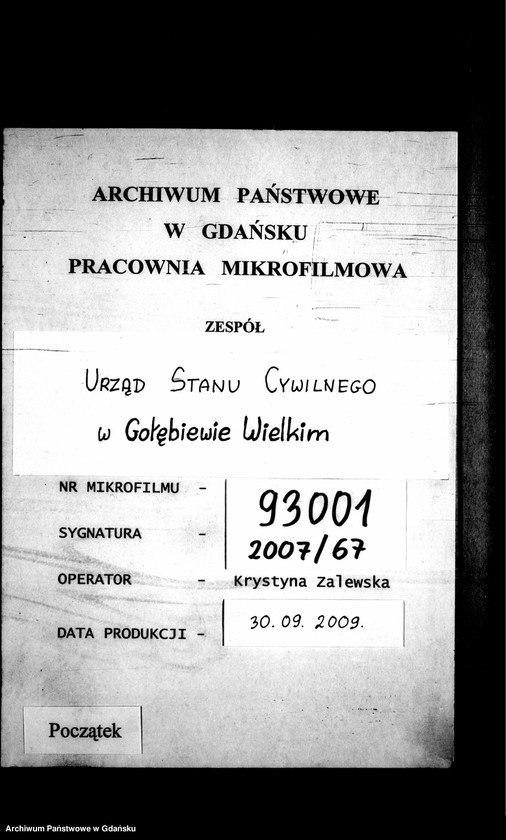 ARCHIWUM PAŃSTWOWE
W GDAŃSKU
PRACOWNIA MIKROFILMOWA
ZESPÓŁ
URZĄD STANU CYWILNEGO
w Gołębiewie Wielkim
NR MIKROFILMU - 93001
SYGNATURA - 2007/67
OPERATOR - Krystyna Zalewska
DATA PRODUKCJI - 30.09.2009.
Początek
Archiwum Państwowe w Gdańsku